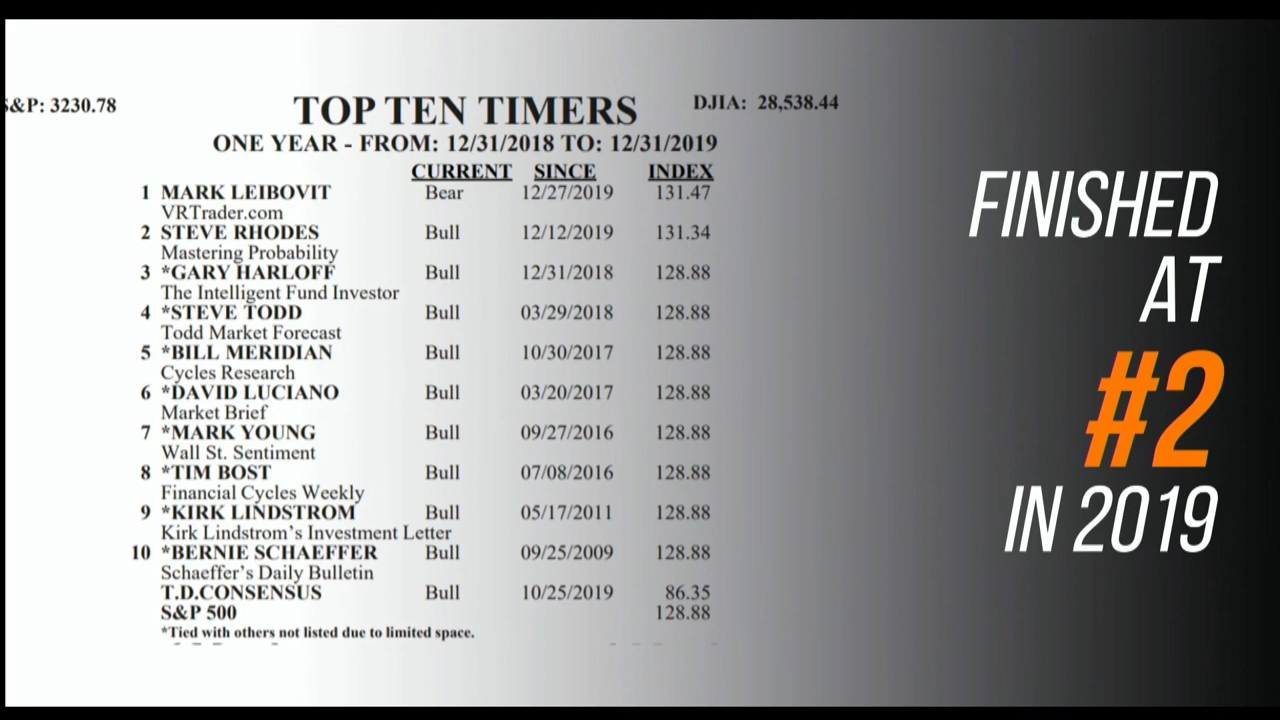 S&P: 3230.78
TOP TEN TIMERS
DJIA: 28,538.44
ONE YEAR - FROM: 12/31/2018 TO: 12/31/2019
CURRENT SINCE INDEX
1 MARK LEIBOVIT Bear 12/27/2019 131.47
VRTrader.com
2 STEVE RHODES Bull 12/12/2019 131.34
Mastering Probability
3 *GARY HARLOFF Bull 12/31/2018 128.88
The Intelligent Fund Investor
4 *STEVE TODD Bull 03/29/2018 128.88
Todd Market Forecast
5 *BILL MERIDIAN Bull 10/30/2017 128.88
Cycles Research
6 *DAVID LUCIANO Bull 03/20/2017 128.88
Market Brief
7 *MARK YOUNG Bull 09/27/2016 128.88
Wall St. Sentiment
8 *TIM BOST Bull 07/08/2016 128.88
Financial Cycles Weekly
9 *KIRK LINDSTROM Bull 05/17/2011 128.88
Kirk Lindstrom's Investment Letter
10 *BERNIE SCHAEFFER Bull 09/25/2009 128.88
Schaeffer's Daily Bulletin
T.D.CONSENSUS Bull 10/25/2019 86.35
S&P 500 128.88
*Tied with others not listed due to limited space.
FINISHED
AT
#2
IN 2019